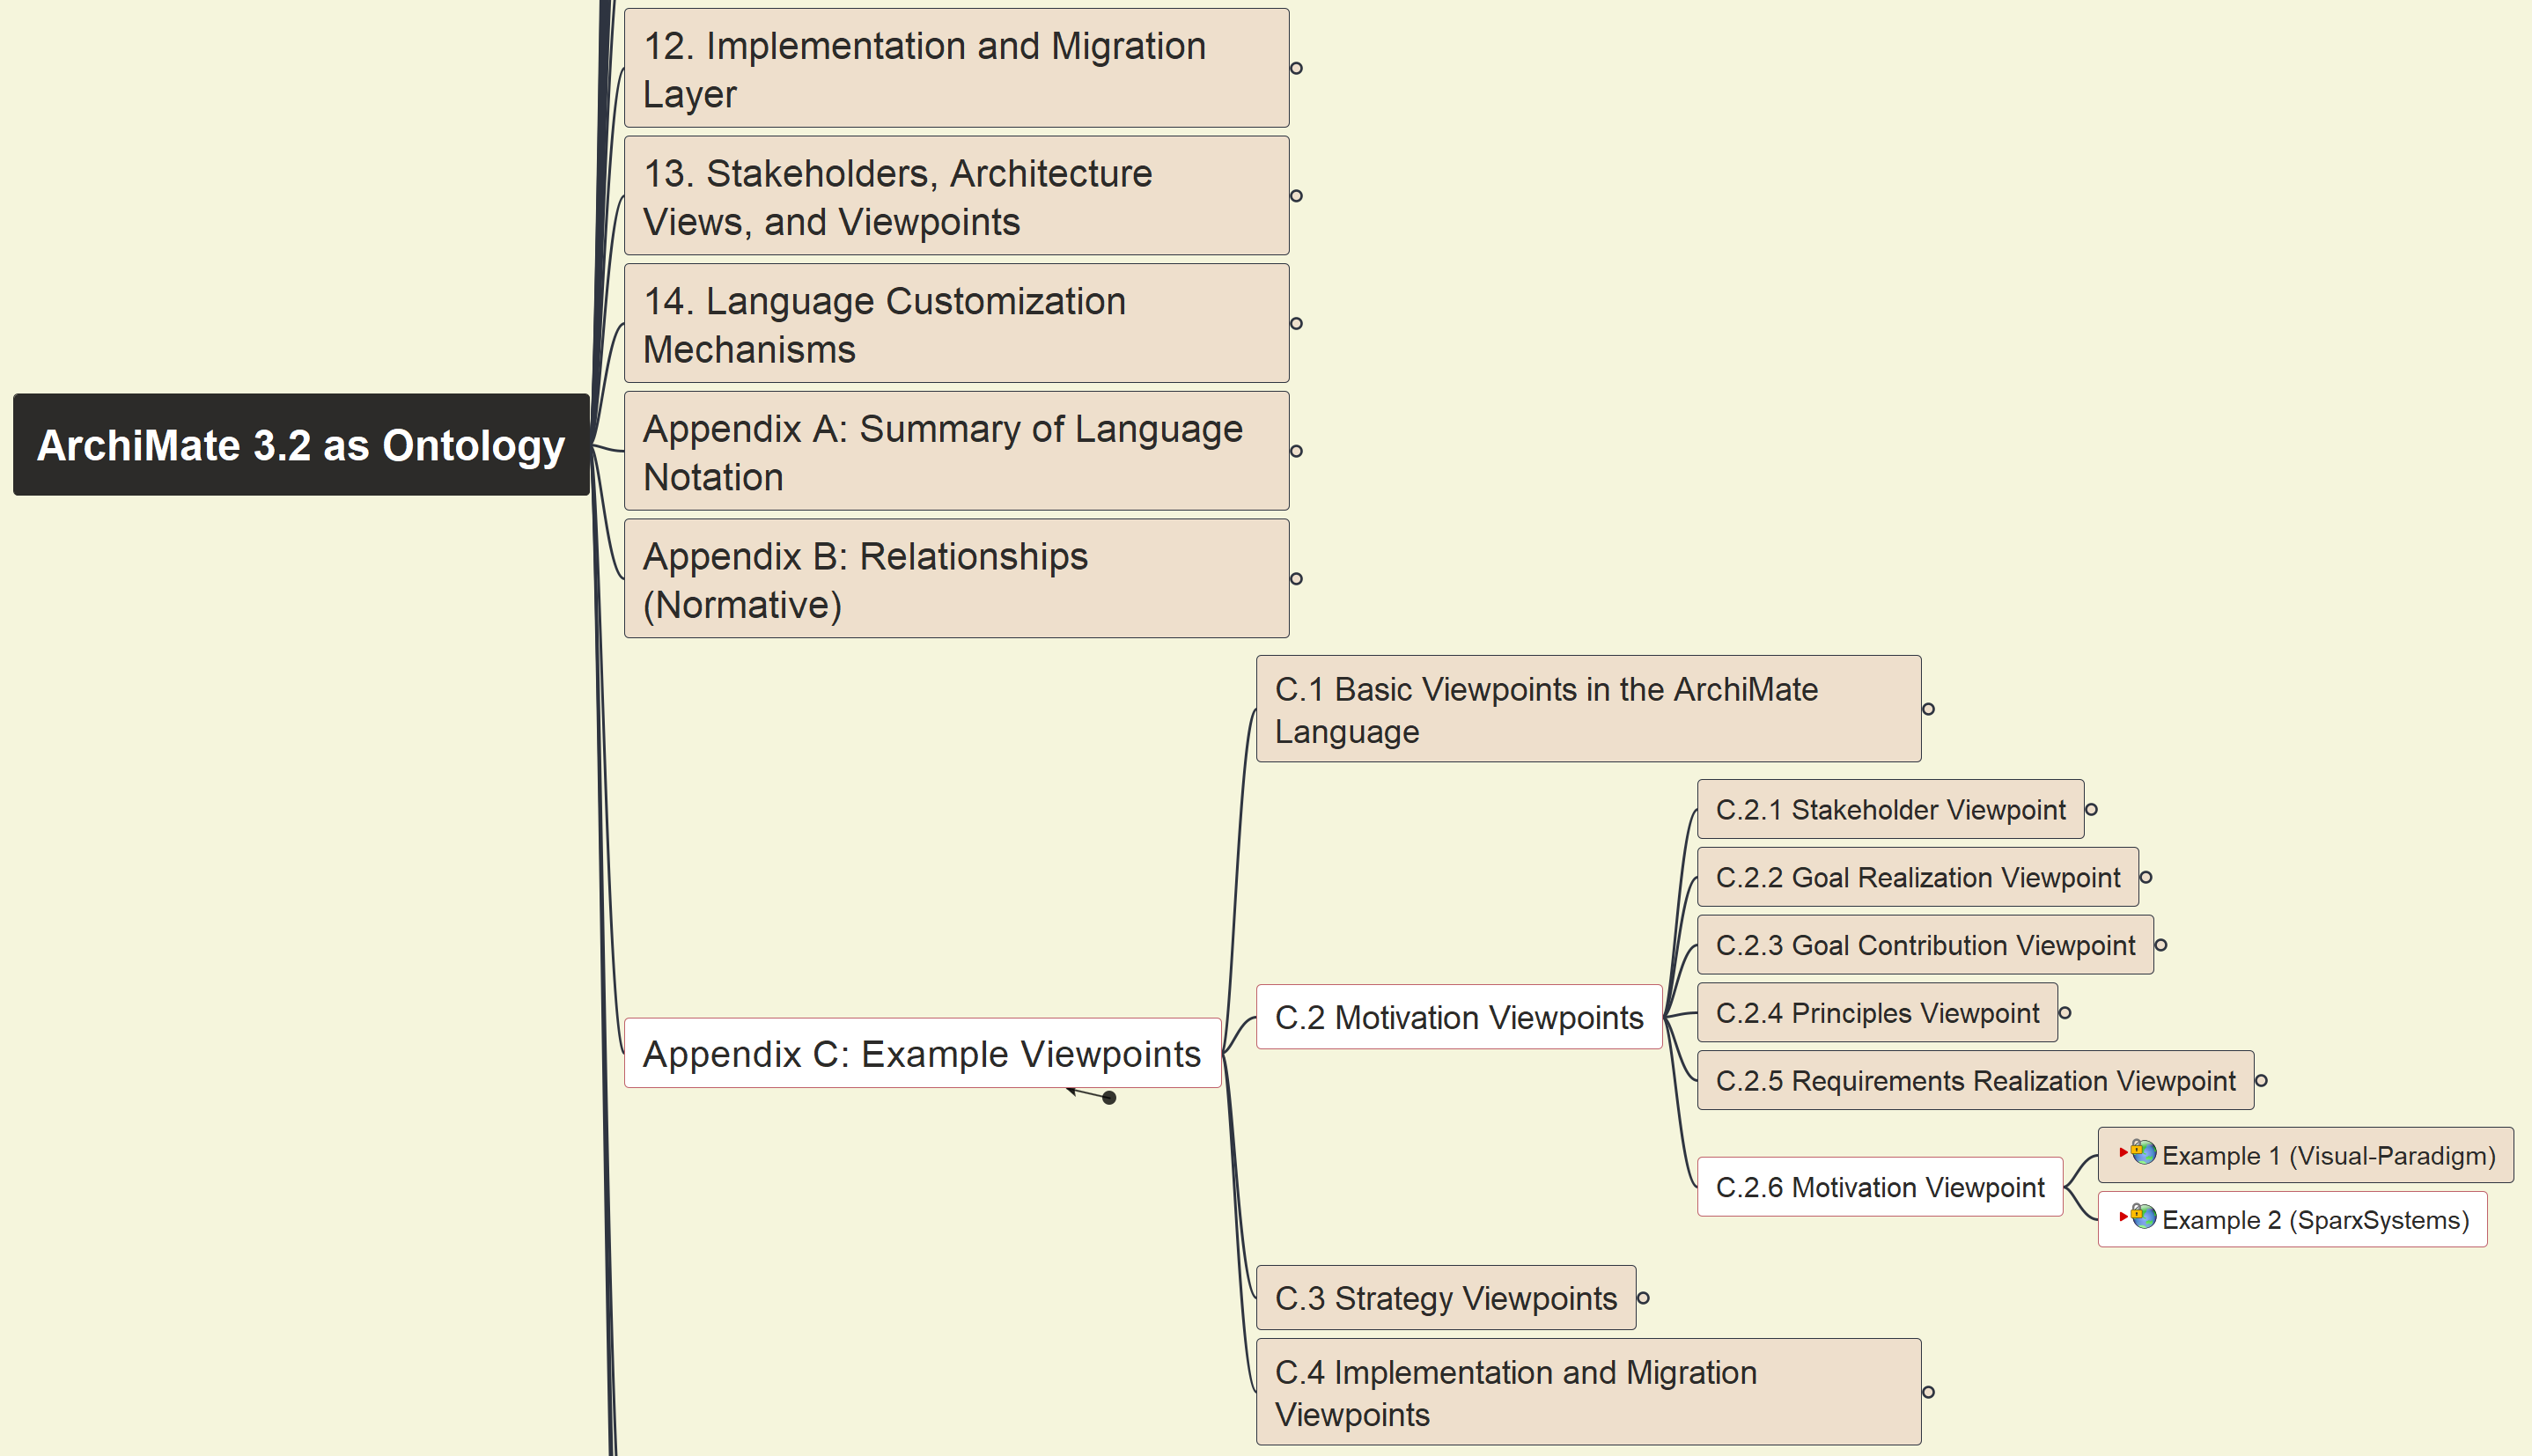 12. Implementation and Migration
Layer
13. Stakeholders, Architecture
Views, and Viewpoints
14. Language Customization
Mechanisms
ArchiMate 3.2 as Ontology
Appendix A: Summary of Language
Notation
Appendix B: Relationships
(Normative)
Appendix C: Example Viewpoints
C.1 Basic Viewpoints in the ArchiMate
Language
C.2 Motivation Viewpoints
C.2.1 Stakeholder Viewpoint
C.2.2 Goal Realization Viewpoint
C.2.3 Goal Contribution Viewpoint
C.2.4 Principles Viewpoint
C.2.5 Requirements Realization Viewpoint
C.2.6 Motivation Viewpoint
Example 1 (Visual-Paradigm)
Example 2 (SparxSystems)
C.3 Strategy Viewpoints
C.4 Implementation and Migration
Viewpoints